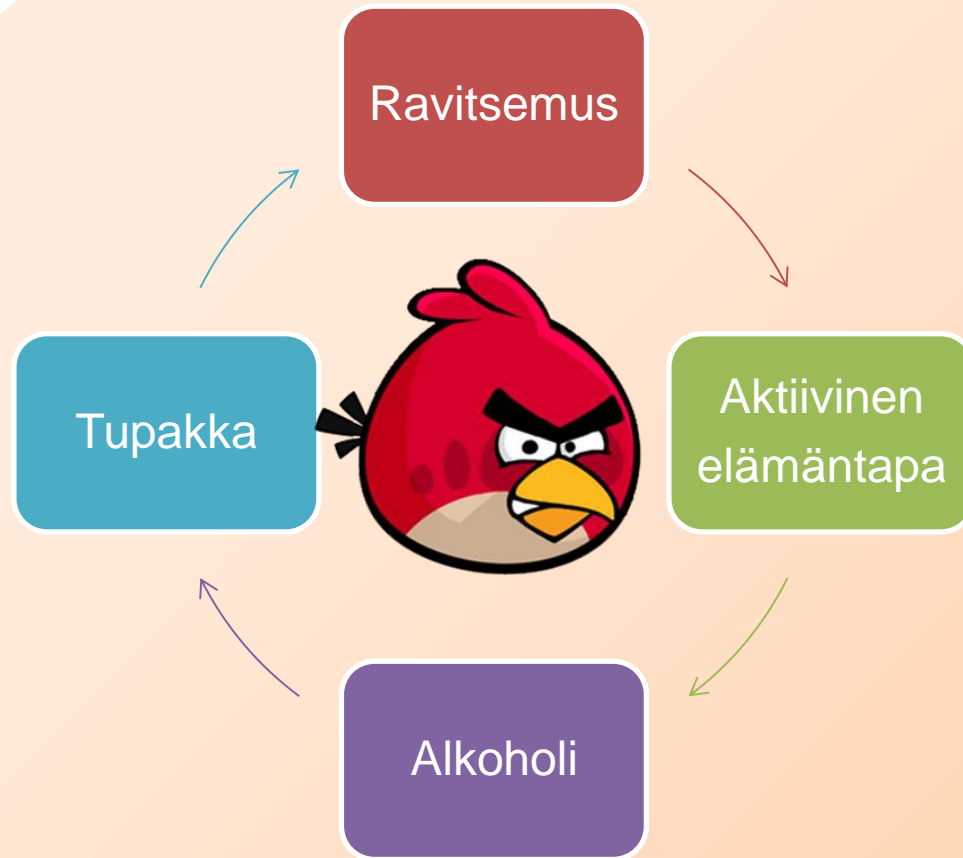 Ravitsemus
Tupakka
Aktiivinen
elämäntapa
Alkoholi